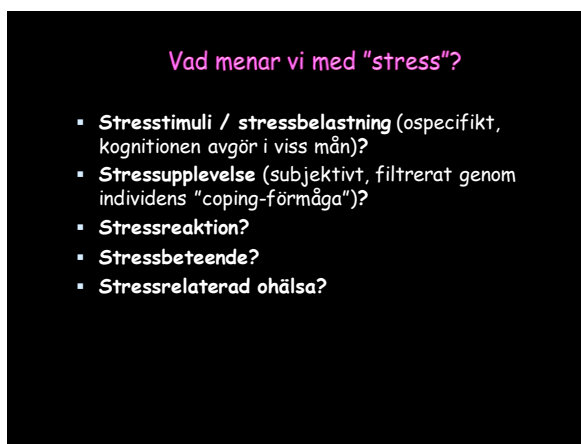 Vad menar vi med ”stress”?
▪ Stresstimuli / stressbelastning (ospecifikt,
kognitionen avgör i viss mån)?
▪ Stressupplevelse (subjektivt, filtrerat genom
individens ”coping-förmåga”)?
▪ Stressreaktion?
▪ Stressbeteende?
▪ Stressrelaterad ohälsa?